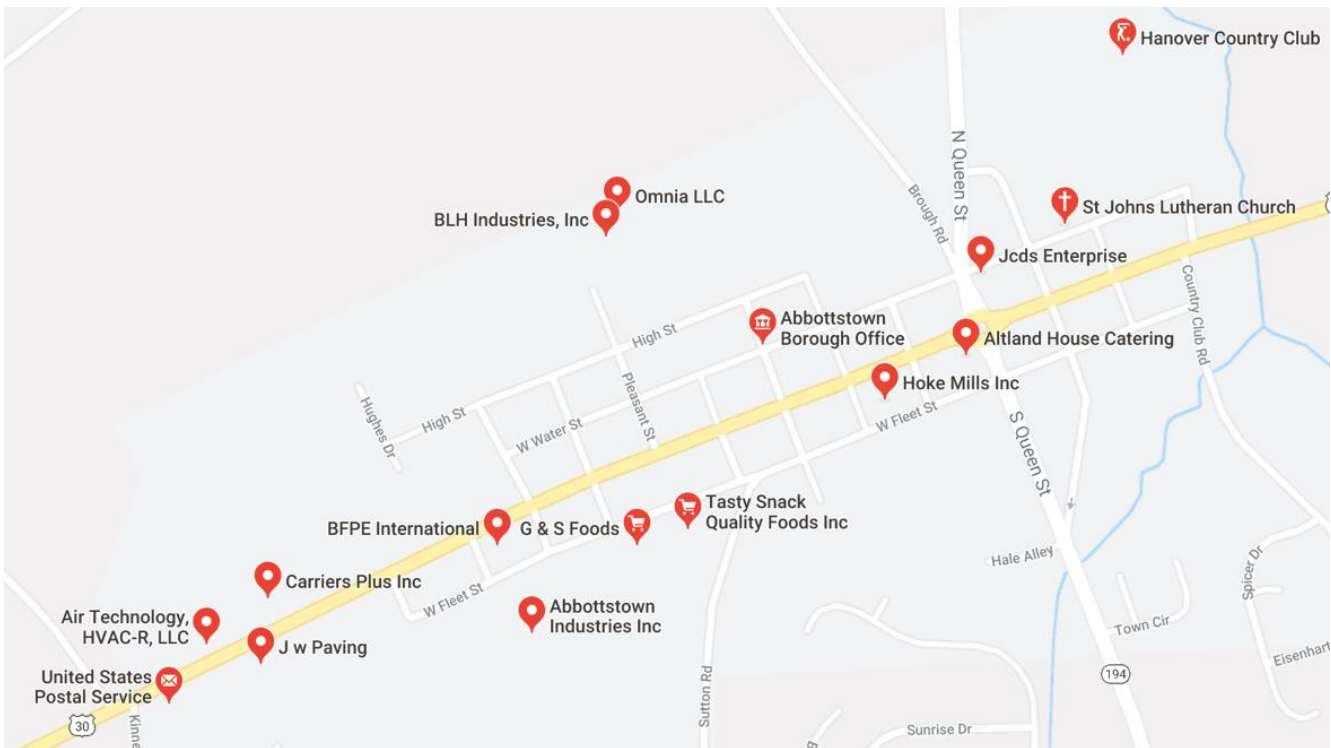 Hanover Country Club
N Queen St
Brough Rd
St Johns Lutheran Church
Omnia LLC
BLH Industries, Inc
Jcds Enterprise
Country Club Rd
High St
Abbottstown
Borough Office
Altland House Catering
Pleasant St
Hoke Mills Inc
Hughes Dr
High St
W Water St
W Fleet St
S Queen St
Tasty Snack
Quality Foods Inc
BFPE International
G & S Foods
Hale Alley
Spicer Dr
Carriers Plus Inc
W Fleet St
Abbottstown
Industries Inc
Air Technology,
HVAC-R, LLC
J w Paving
Town Cir
Eisenhart
United States
Postal Service
194
Sutton Rd
30
Kinne
Sunrise Dr